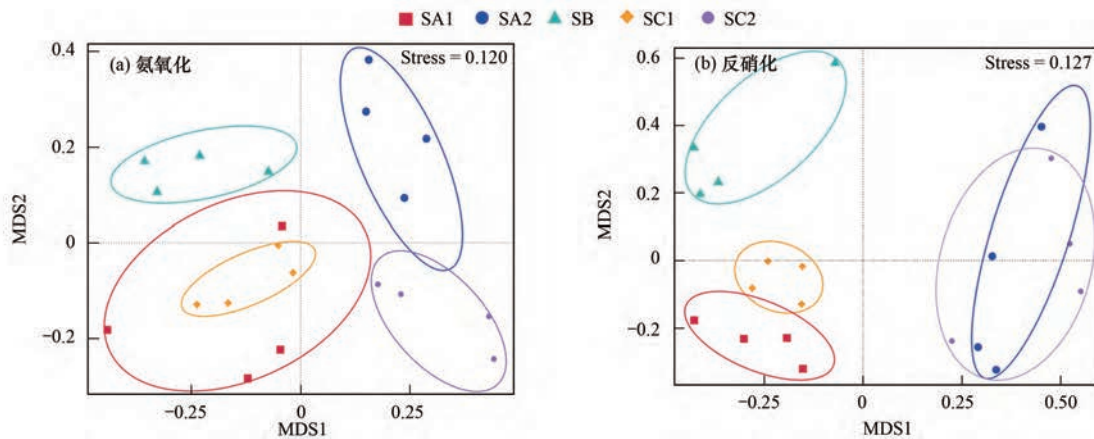 SA1 SA2 SB SC1 SC2
(a) 氨氧化
Stress = 0.120
0.4
0.2
0
−0.2
MDS2
−0.25
0
0.25
MDS1
(b) 反硝化
Stress = 0.127
0.6
0.4
0.2
0
−0.2
MDS2
−0.25
0
0.25
0.50
MDS1